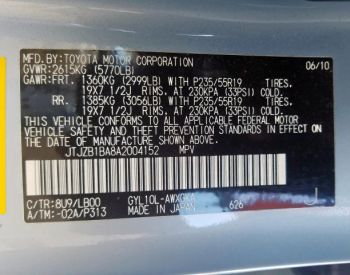 MFD.BY:TOYOTA MOTOR CORPORATION 06/10
GVWR:2615KG (5770LB)
GAWR:FRT. 1360KG (2999LB) WITH P235/55R19 TIRES,
19X7 1/2J RIMS, AT 230KPA (33PSI) COLD
RR. 1385KG (3056LB) WITH P235/55R19 TIRES,
19X7 1/2J RIMS, AT 230KPA (33PSI) COLD
THIS VEHICLE CONFORMS TO ALL APPLICABLE
FEDERAL MOTOR VEHICLE SAFETY STANDARDS IN EFFECT
ON THE DATE OF MANUFACTURE SHOWN ABOVE.
JTJZB1BA8A2004152 MPV
C/TR:8U9/LB00 GYL10L-AWXGKA
A/TM:-02A/P313 MADE IN JAPAN 626 J